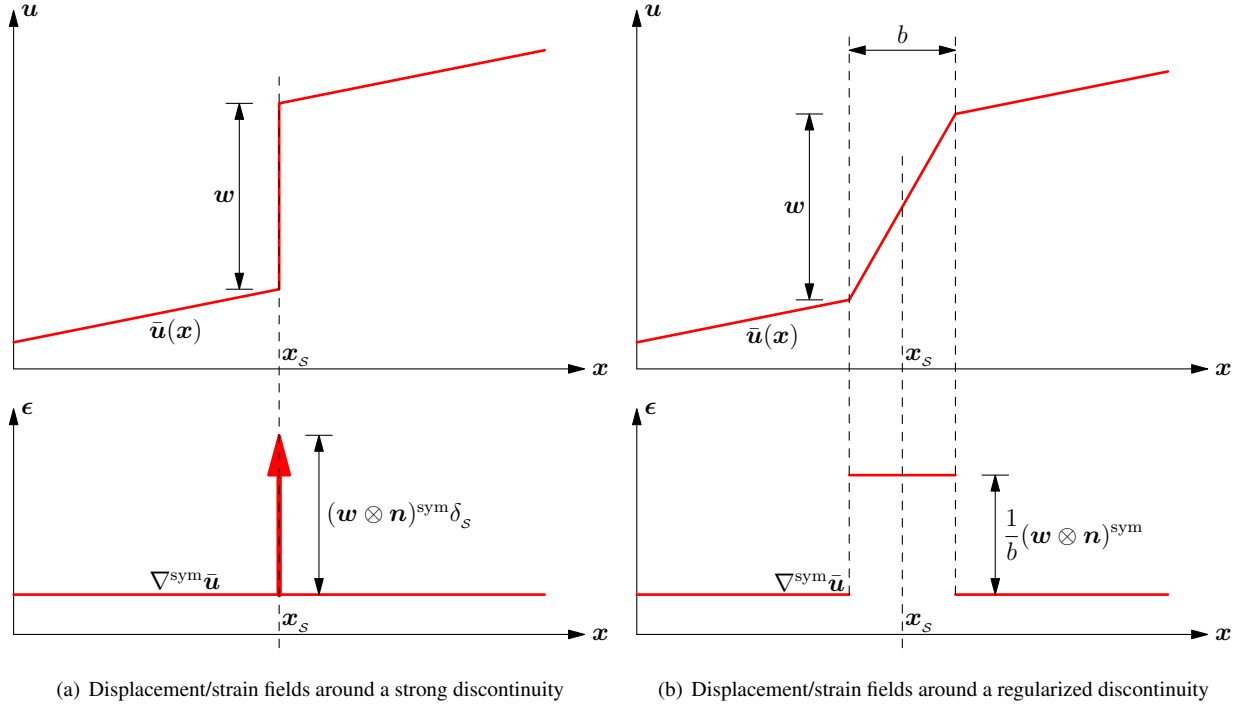 u
w
ū(x)
x_S
x
ϵ
(w ⊗ n)^sym δ_S
∇^sym ū
x_S
x
(a) Displacement/strain fields around a strong discontinuity
u
b
w
ū(x)
x_S
x
ϵ
1/b (w ⊗ n)^sym
∇^sym ū
x_S
x
(b) Displacement/strain fields around a regularized discontinuity